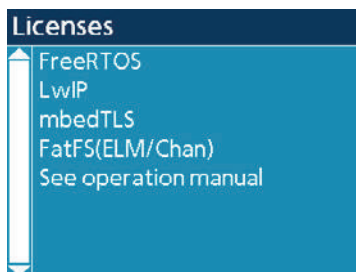 Licenses
FreeRTOS
LwIP
mbedTLS
FatFS(ELM/Chan)
See operation manual